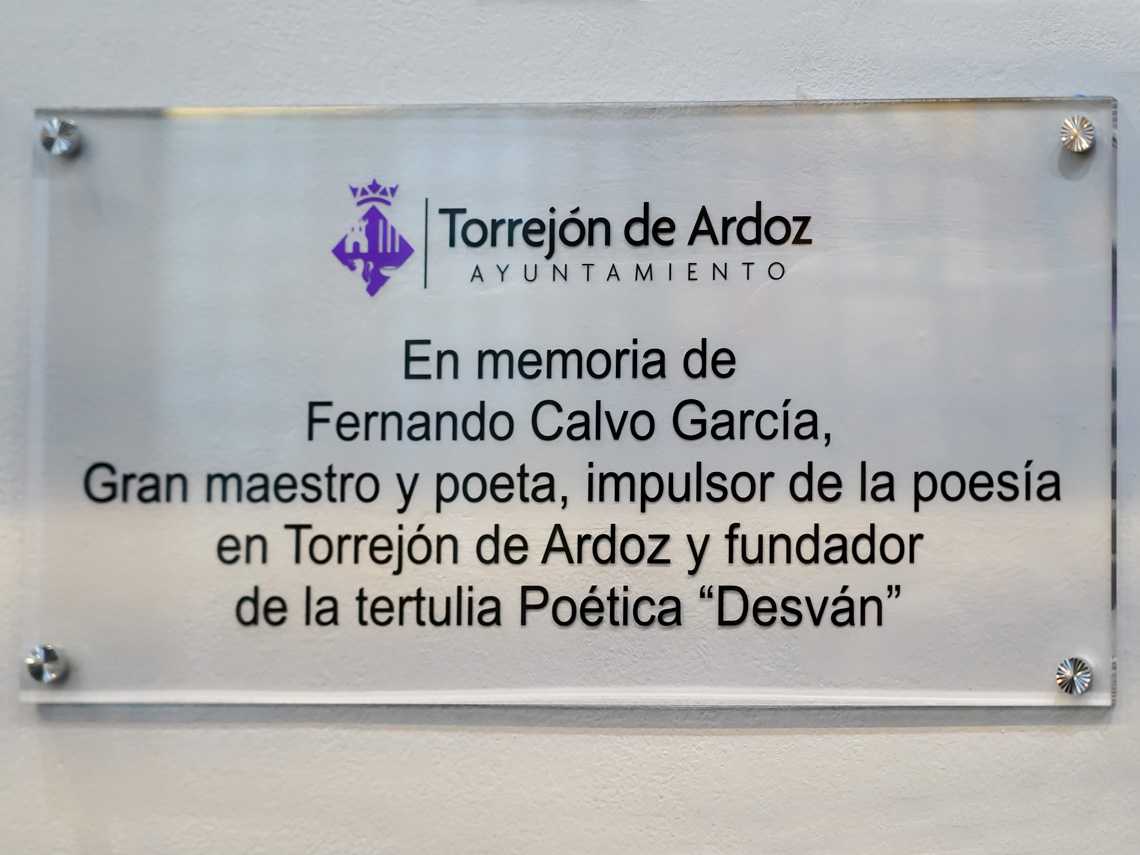 Torrejón de Ardoz
AYUNTAMIENTO
En memoria de
Fernando Calvo García,
Gran maestro y poeta, impulsor de la poesía
en Torrejón de Ardoz y fundador
de la tertulia Poética “Desván”